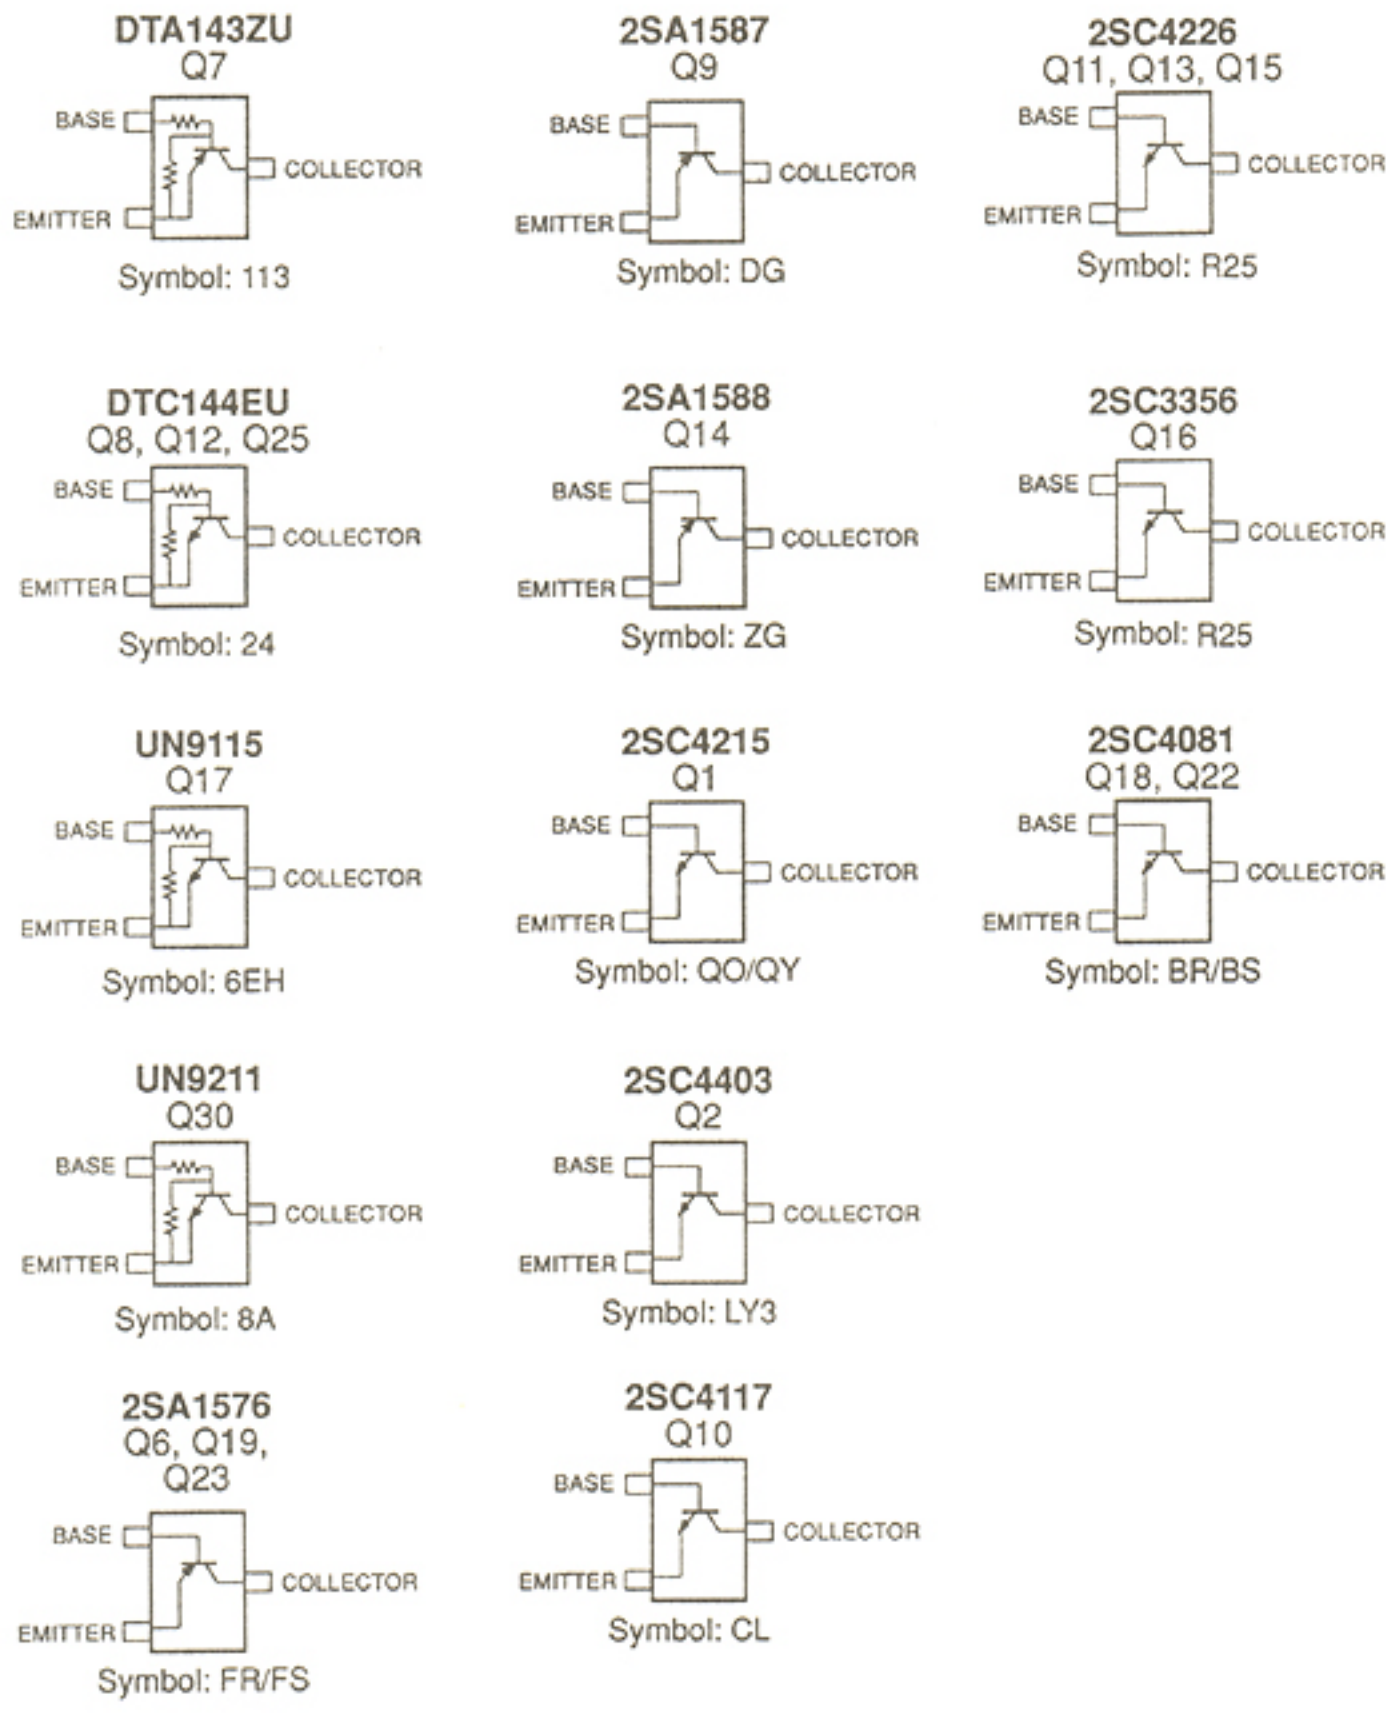 DTA143ZU
Q7
BASE
COLLECTOR
EMITTER
Symbol: 113
2SA1587
Q9
BASE
COLLECTOR
EMITTER
Symbol: DG
2SC4226
Q11, Q13, Q15
BASE
COLLECTOR
EMITTER
Symbol: R25
DTC144EU
Q8, Q12, Q25
BASE
COLLECTOR
EMITTER
Symbol: 24
2SA1588
Q14
BASE
COLLECTOR
EMITTER
Symbol: ZG
2SC3356
Q16
BASE
COLLECTOR
EMITTER
Symbol: R25
UN9115
Q17
BASE
COLLECTOR
EMITTER
Symbol: 6EH
2SC4215
Q1
BASE
COLLECTOR
EMITTER
Symbol: QO/QY
2SC4081
Q18, Q22
BASE
COLLECTOR
EMITTER
Symbol: BR/BS
UN9211
Q30
BASE
COLLECTOR
EMITTER
Symbol: 8A
2SC4403
Q2
BASE
COLLECTOR
EMITTER
Symbol: LY3
2SA1576
Q6, Q19,
Q23
BASE
COLLECTOR
EMITTER
Symbol: FR/FS
2SC4117
Q10
BASE
COLLECTOR
EMITTER
Symbol: CL